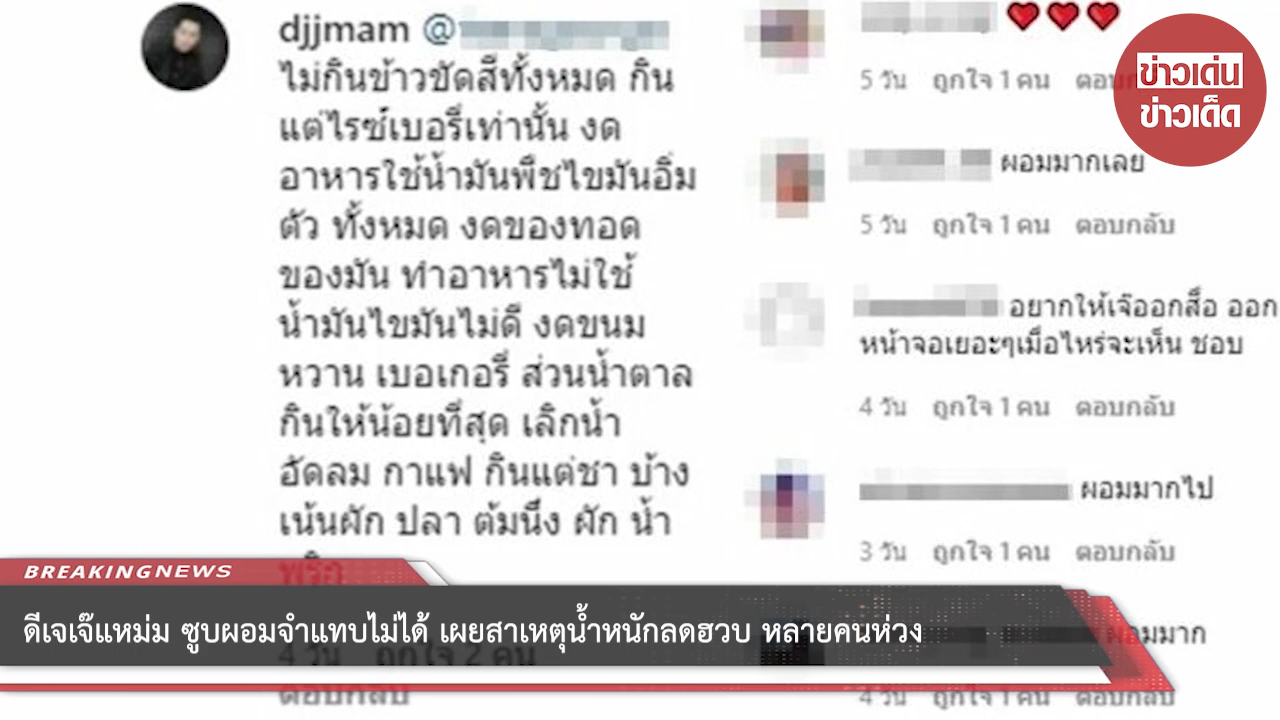 djjmam @
ไม่กินข้าวขัดสีทั้งหมด กิน
แต่ไรซ์เบอรี่เท่านั้น งด
อาหารใช้น้ำมันพืชไขมันอิ่ม
ตัว ทั้งหมด งดของทอด
ของมัน ทำอาหารไม่ใช้
น้ำมันไขมันไม่ดี งดขนม
หวาน เบอเกอรี่ ส่วนน้ำตาล
กินให้น้อยที่สุด เลิกน้ำ
อัดลม กาแฟ กินแต่ชา บ้าง
เน้นผัก ปลา ต้มนึ่ง ผัก น้ำ
พริก
4 วัน ถูกใจ 2 คน
ตอบกลับ
5 วัน ถูกใจ 1 คน ตอบกลับ
ผอมมากเลย
5 วัน ถูกใจ 1 คน ตอบกลับ
อยากให้เจ๊ออกสื่อ ออก
หน้าจอเยอะๆเมื่อไหร่จะเห็น ชอบ
4 วัน ถูกใจ 1 คน ตอบกลับ
ผอมมากไป
3 วัน ถูกใจ 1 คน ตอบกลับ
ผอมมาก
4 วัน ถูกใจ 1 คน ตอบกลับ
ข่าวเด่น
ข่าวเด็ด
BREAKING NEWS
ดีเจเจ๊แหม่ม ซูบผอมจำแทบไม่ได้ เผยสาเหตุน้ำหนักลดฮวบ หลายคนห่วง